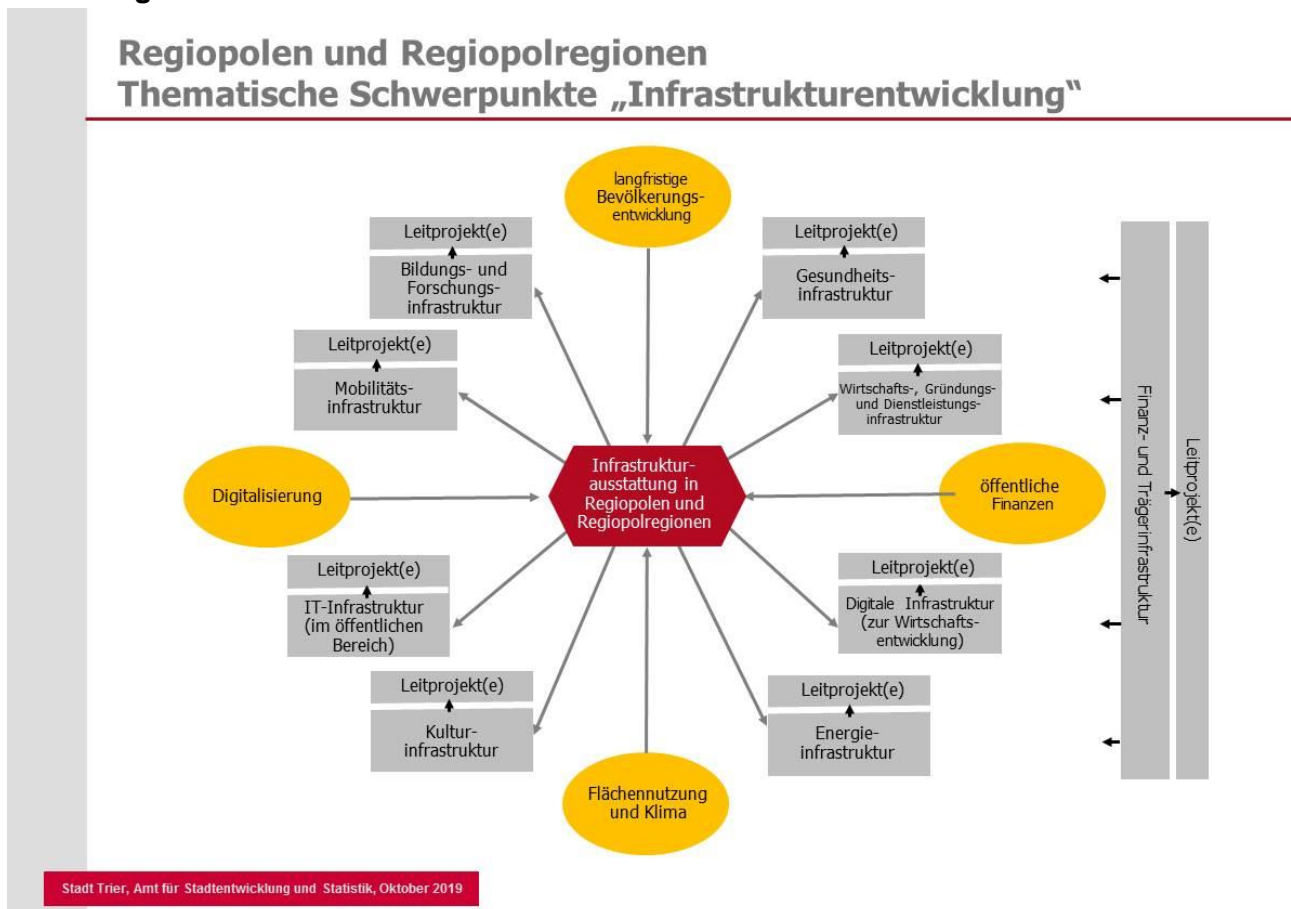 Regiopolen und Regiopolregionen
Thematische Schwerpunkte „Infrastrukturentwicklung“
langfristige
Bevölkerungs-
entwicklung
Leitprojekt(e)
Bildungs- und
Forschungs-
infrastruktur
Leitprojekt(e)
Gesundheits-
infrastruktur
Leitprojekt(e)
Mobilitäts-
infrastruktur
Leitprojekt(e)
Wirtschafts-, Gründungs-
und Dienstleistungs-
infrastruktur
Digitalisierung
Infrastruktur-
ausstattung in
Regiopolen und
Regiopolregionen
öffentliche
Finanzen
Leitprojekt(e)
IT-Infrastruktur
(im öffentlichen
Bereich)
Leitprojekt(e)
Digitale Infrastruktur
(zur Wirtschafts-
entwicklung)
Leitprojekt(e)
Kultur-
infrastruktur
Leitprojekt(e)
Energie-
infrastruktur
Flächennutzung
und Klima
Finanz- und Trägerinfrastruktur
Leitprojekt(e)
Stadt Trier, Amt für Stadtentwicklung und Statistik, Oktober 2019